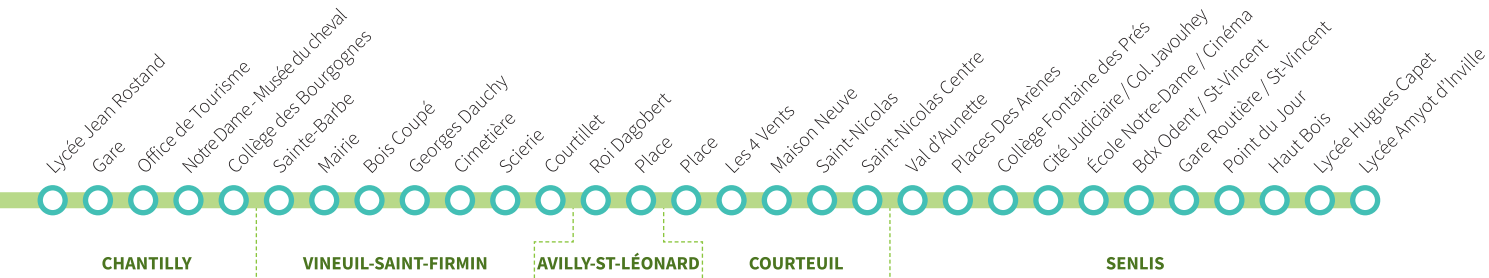 Lycée Jean Rostand
Gare
Office de Tourisme
Notre Dame - Musée du cheval
Collège des Bourgognes
Sainte-Barbe
Mairie
Bois Coupé
Georges Dauchy
Cimetière
Scierie
Courtillet
Roi Dagobert
Place
Place
Les 4 Vents
Maison Neuve
Saint-Nicolas
Saint-Nicolas Centre
Val d'Aunette
Places Des Arènes
Collège Fontaine des Prés
Cité Judiciaire / Col. Javouhey
École Notre-Dame / Cinéma
Bdx Odent / St-Vincent
Gare Routière / St-Vincent
Point du Jour
Haut Bois
Lycée Hugues Capet
Lycée Amyot d'Inville
CHANTILLY
VINEUIL-SAINT-FIRMIN
AVILLY-ST-LÉONARD
COURTEUIL
SENLIS